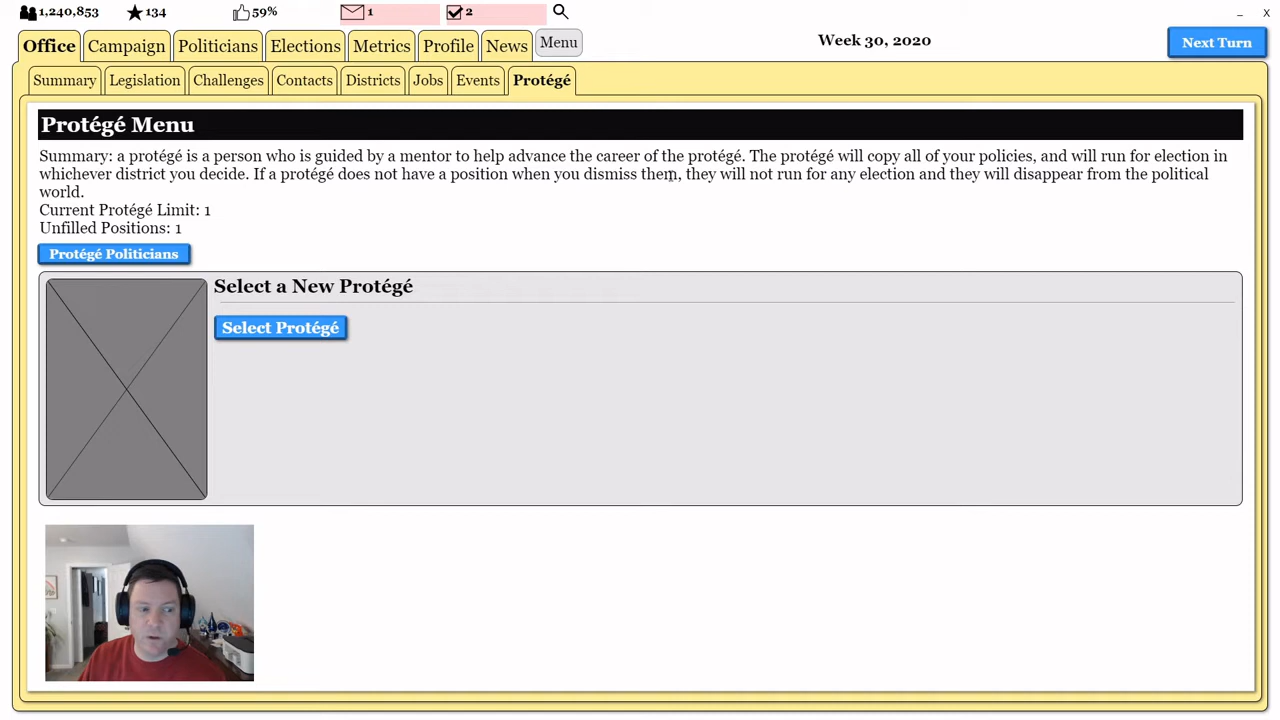 1,240,853 134 59% 1 2
Office Campaign Politicians Elections Metrics Profile News Menu Week 30, 2020 Next Turn
Summary Legislation Challenges Contacts Districts Jobs Events Protégé
Protégé Menu
Summary: a protégé is a person who is guided by a mentor to help advance the career of the protégé. The protégé will copy all of your policies, and will run for election in
whichever district you decide. If a protégé does not have a position when you dismiss them, they will not run for any election and they will disappear from the political
world.
Current Protégé Limit: 1
Unfilled Positions: 1
Protégé Politicians
Select a New Protégé
Select Protégé